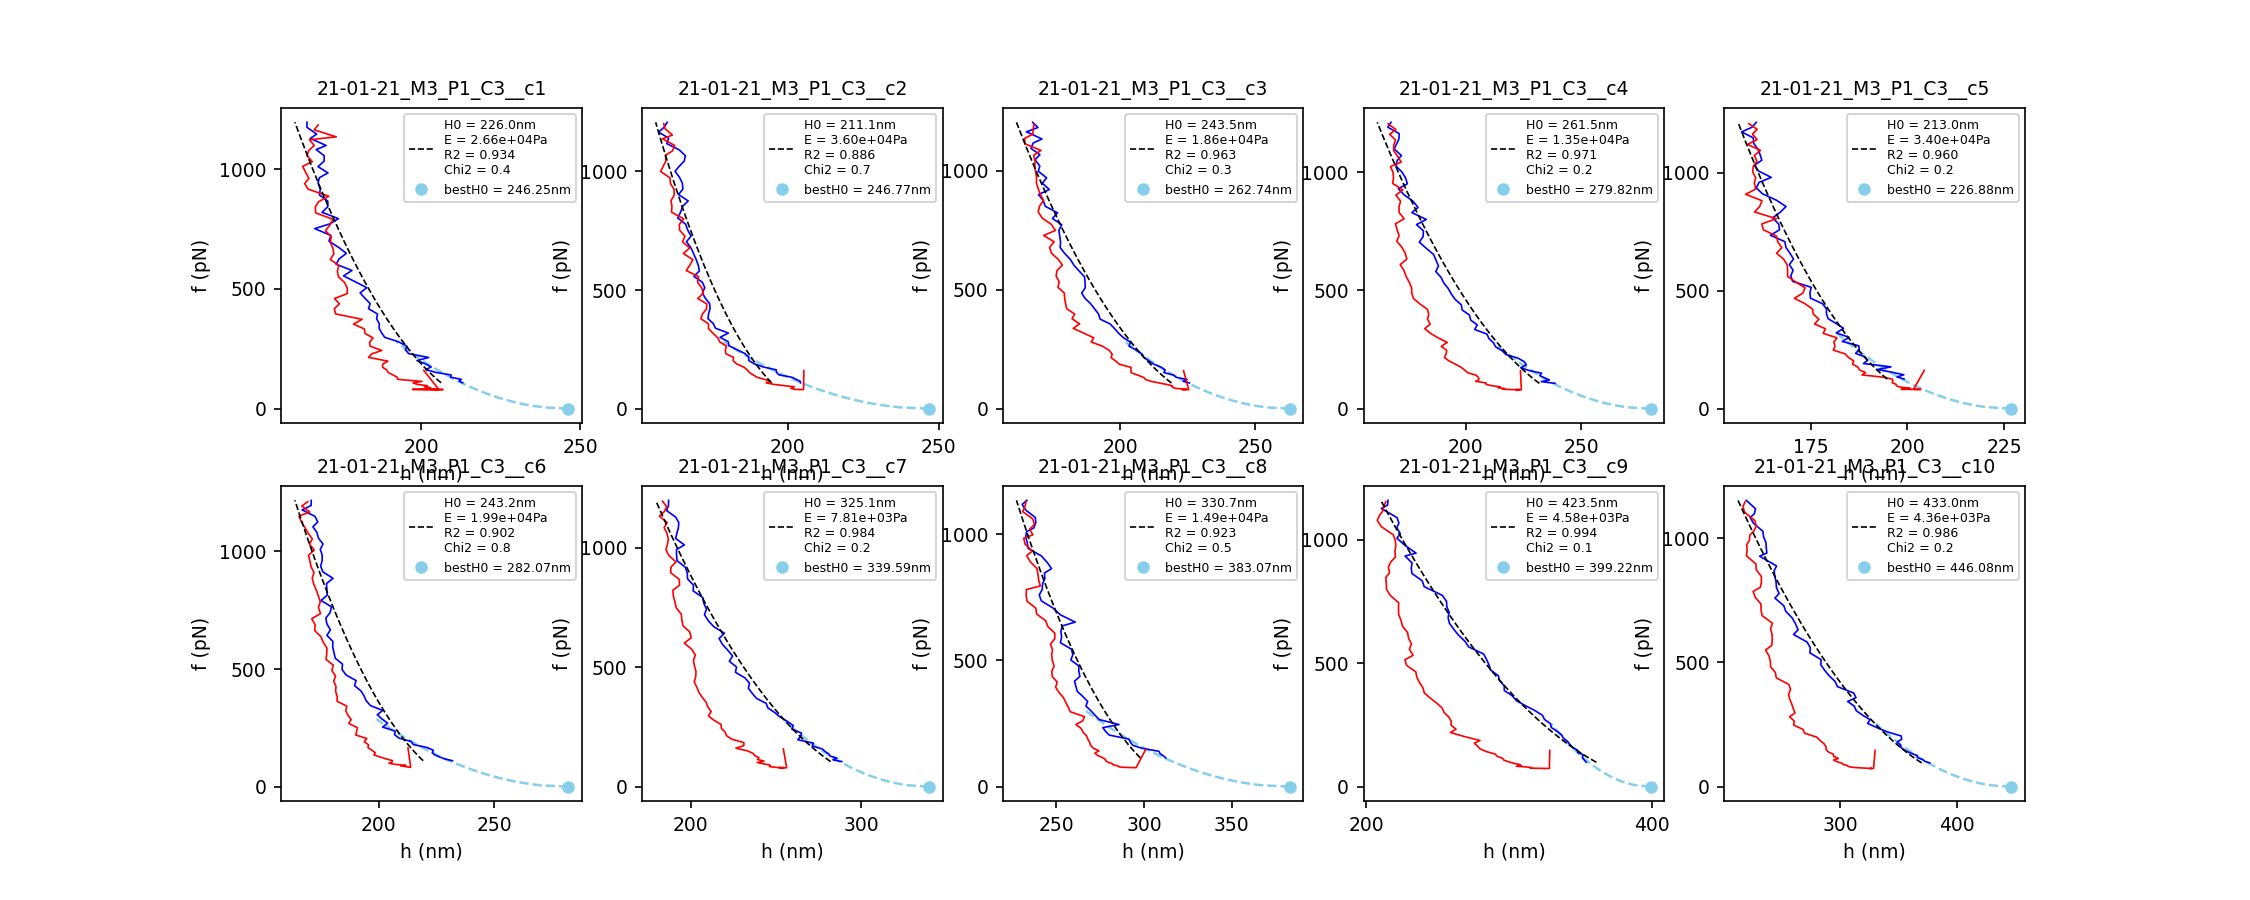 21-01-21_M3_P1_C3__c1
H0 = 226.0nm
E = 2.66e+04Pa
R2 = 0.934
Chi2 = 0.4
bestH0 = 246.25nm
f (pN)
1000
500
0
200
250
h (nm)
21-01-21_M3_P1_C3__c2
H0 = 211.1nm
E = 3.60e+04Pa
R2 = 0.886
Chi2 = 0.7
bestH0 = 246.77nm
f (pN)
1000
500
0
200
250
h (nm)
21-01-21_M3_P1_C3__c3
H0 = 243.5nm
E = 1.86e+04Pa
R2 = 0.963
Chi2 = 0.3
bestH0 = 262.74nm
f (pN)
1000
500
0
200
250
h (nm)
21-01-21_M3_P1_C3__c4
H0 = 261.5nm
E = 1.35e+04Pa
R2 = 0.971
Chi2 = 0.2
bestH0 = 279.82nm
f (pN)
1000
500
0
200
250
h (nm)
21-01-21_M3_P1_C3__c5
H0 = 213.0nm
E = 3.40e+04Pa
R2 = 0.960
Chi2 = 0.2
bestH0 = 226.88nm
f (pN)
1000
500
0
175
200
225
h (nm)
21-01-21_M3_P1_C3__c6
H0 = 243.2nm
E = 1.99e+04Pa
R2 = 0.902
Chi2 = 0.8
bestH0 = 282.07nm
f (pN)
1000
500
0
200
250
h (nm)
21-01-21_M3_P1_C3__c7
H0 = 325.1nm
E = 7.81e+03Pa
R2 = 0.984
Chi2 = 0.2
bestH0 = 339.59nm
f (pN)
1000
500
0
200
300
h (nm)
21-01-21_M3_P1_C3__c8
H0 = 330.7nm
E = 1.49e+04Pa
R2 = 0.923
Chi2 = 0.5
bestH0 = 383.07nm
f (pN)
1000
500
0
250
300
350
h (nm)
21-01-21_M3_P1_C3__c9
H0 = 423.5nm
E = 4.58e+03Pa
R2 = 0.994
Chi2 = 0.1
bestH0 = 399.22nm
f (pN)
1000
500
0
200
400
h (nm)
21-01-21_M3_P1_C3__c10
H0 = 433.0nm
E = 4.36e+03Pa
R2 = 0.986
Chi2 = 0.2
bestH0 = 446.08nm
f (pN)
1000
500
0
300
400
h (nm)